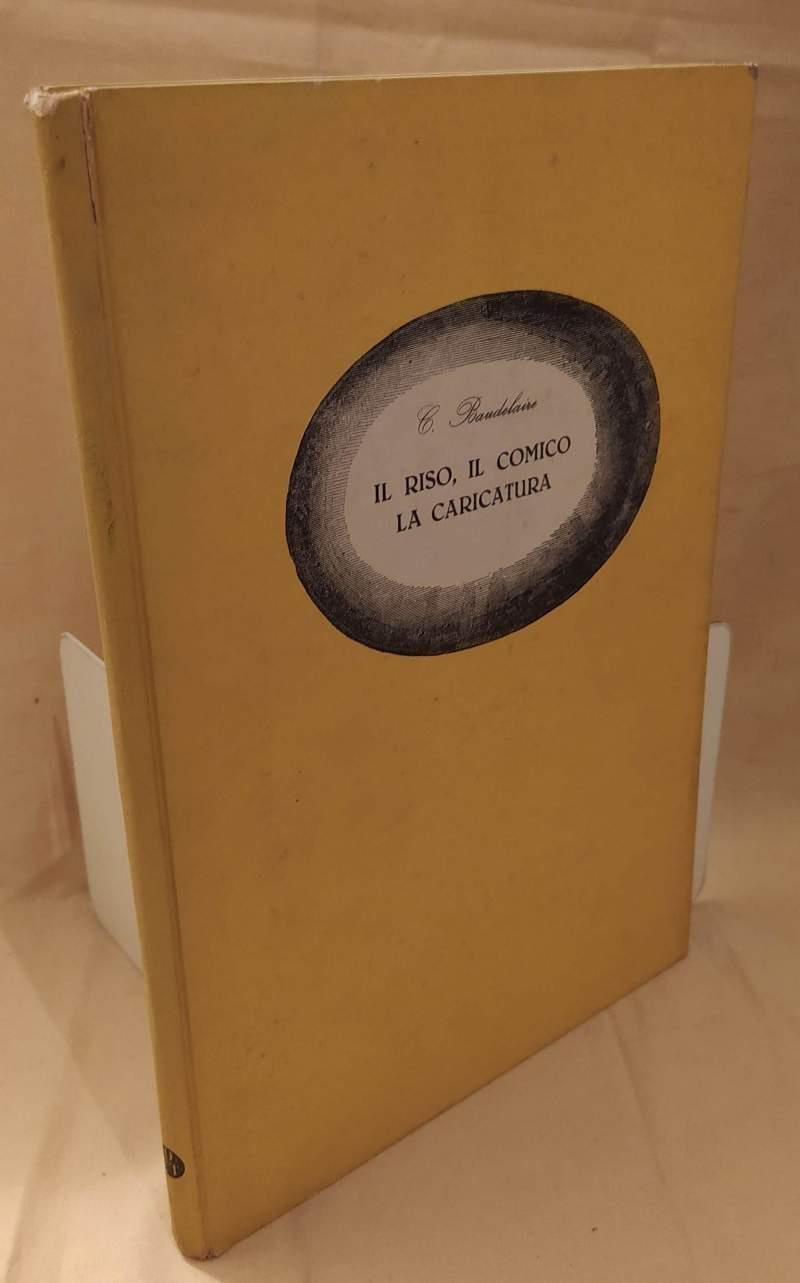 C. Baudelaire
IL RISO, IL COMICO
LA CARICATURA